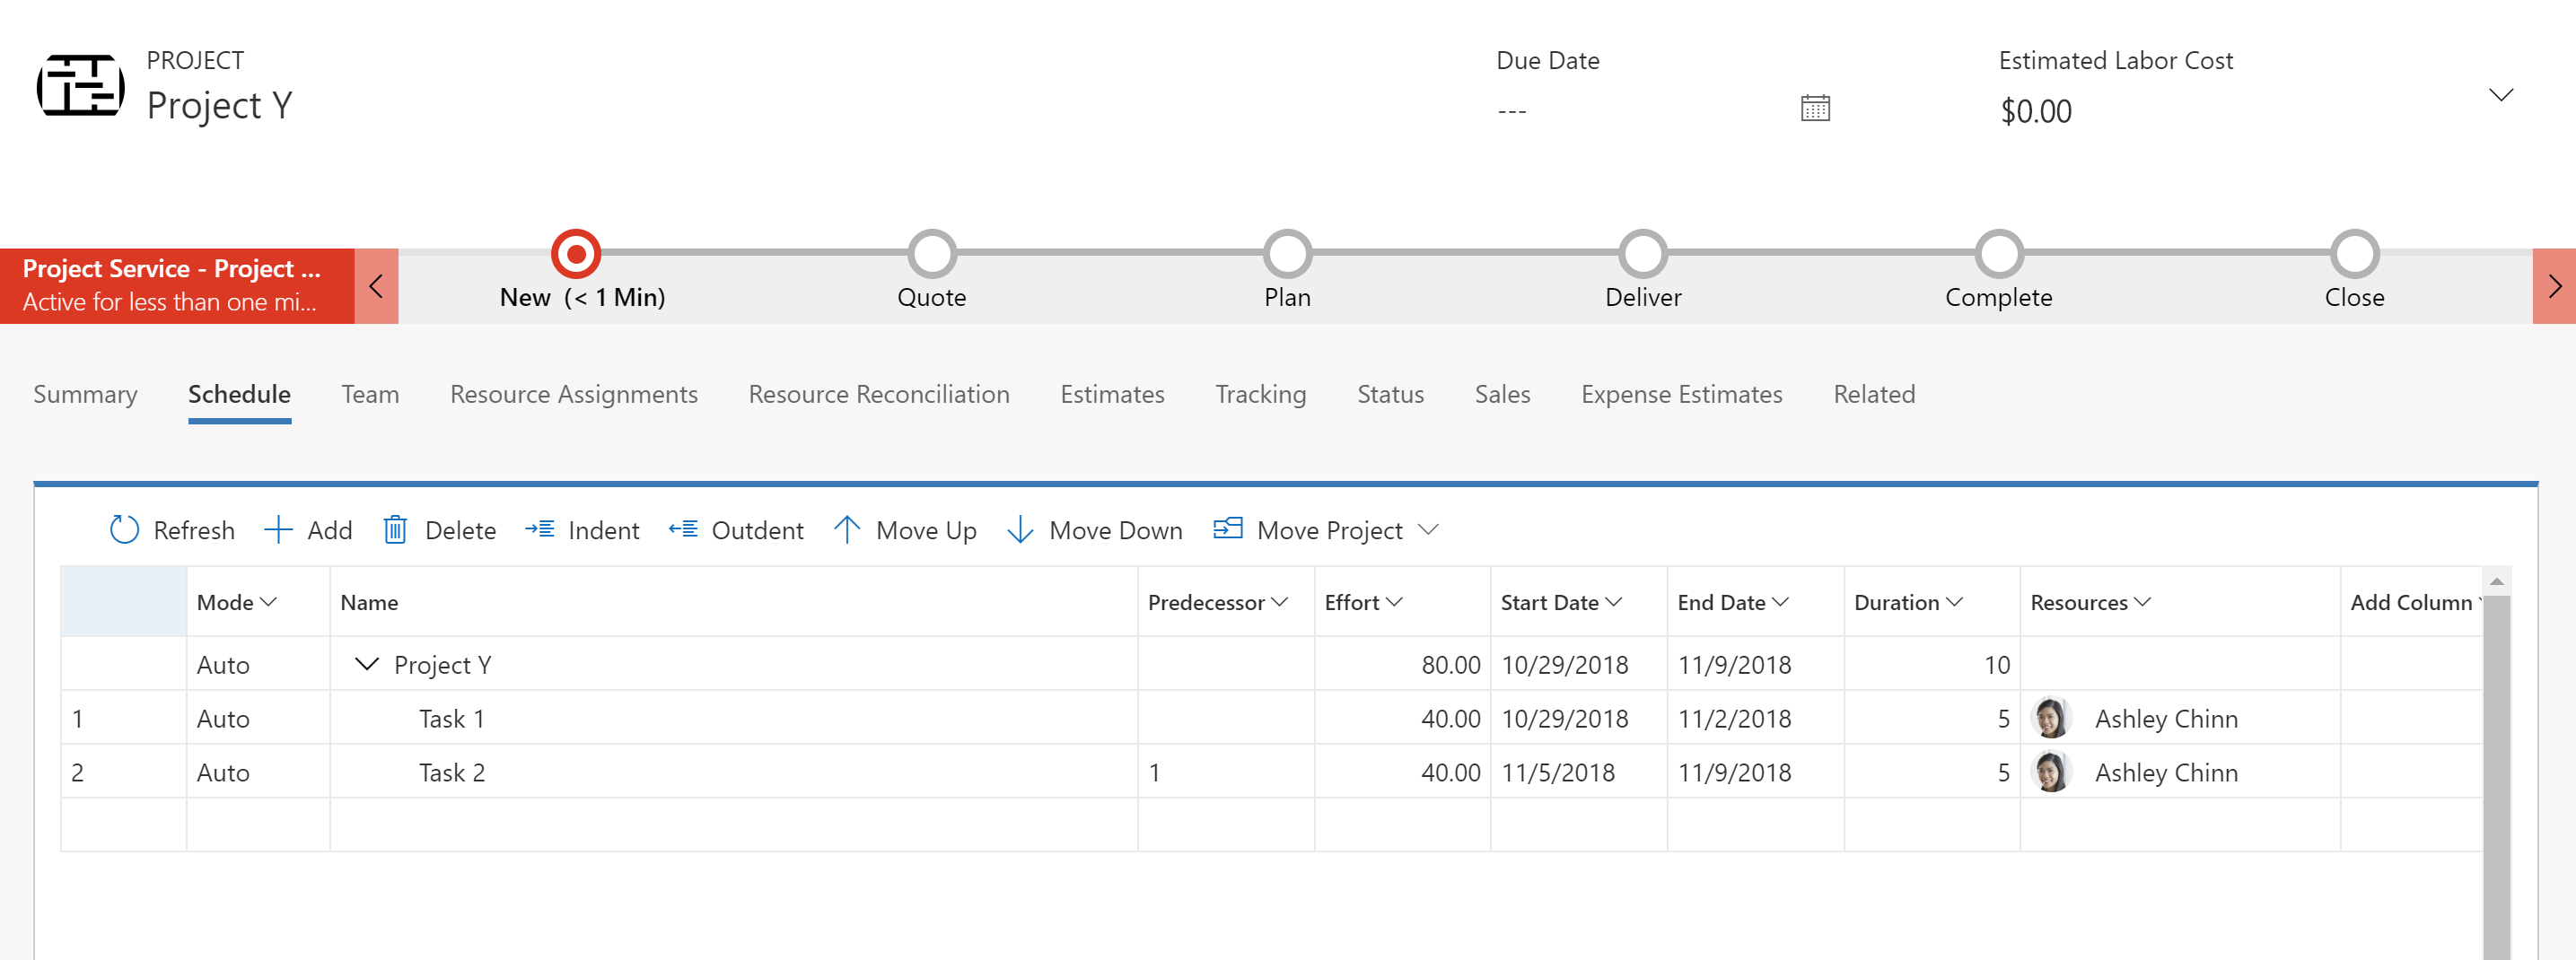 PROJECT
Project Y
Due Date
---
Estimated Labor Cost
$0.00
Project Service - Project ...
Active for less than one mi...
New (< 1 Min)
Quote
Plan
Deliver
Complete
Close
Summary Schedule Team Resource Assignments Resource Reconciliation Estimates Tracking Status Sales Expense Estimates Related
Refresh Add Delete Indent Outdent Move Up Move Down Move Project
Mode Name Predecessor Effort Start Date End Date Duration Resources Add Column
Auto Project Y 80.00 10/29/2018 11/9/2018 10
1 Auto Task 1 40.00 10/29/2018 11/2/2018 5 Ashley Chinn
2 Auto Task 2 1 40.00 11/5/2018 11/9/2018 5 Ashley Chinn